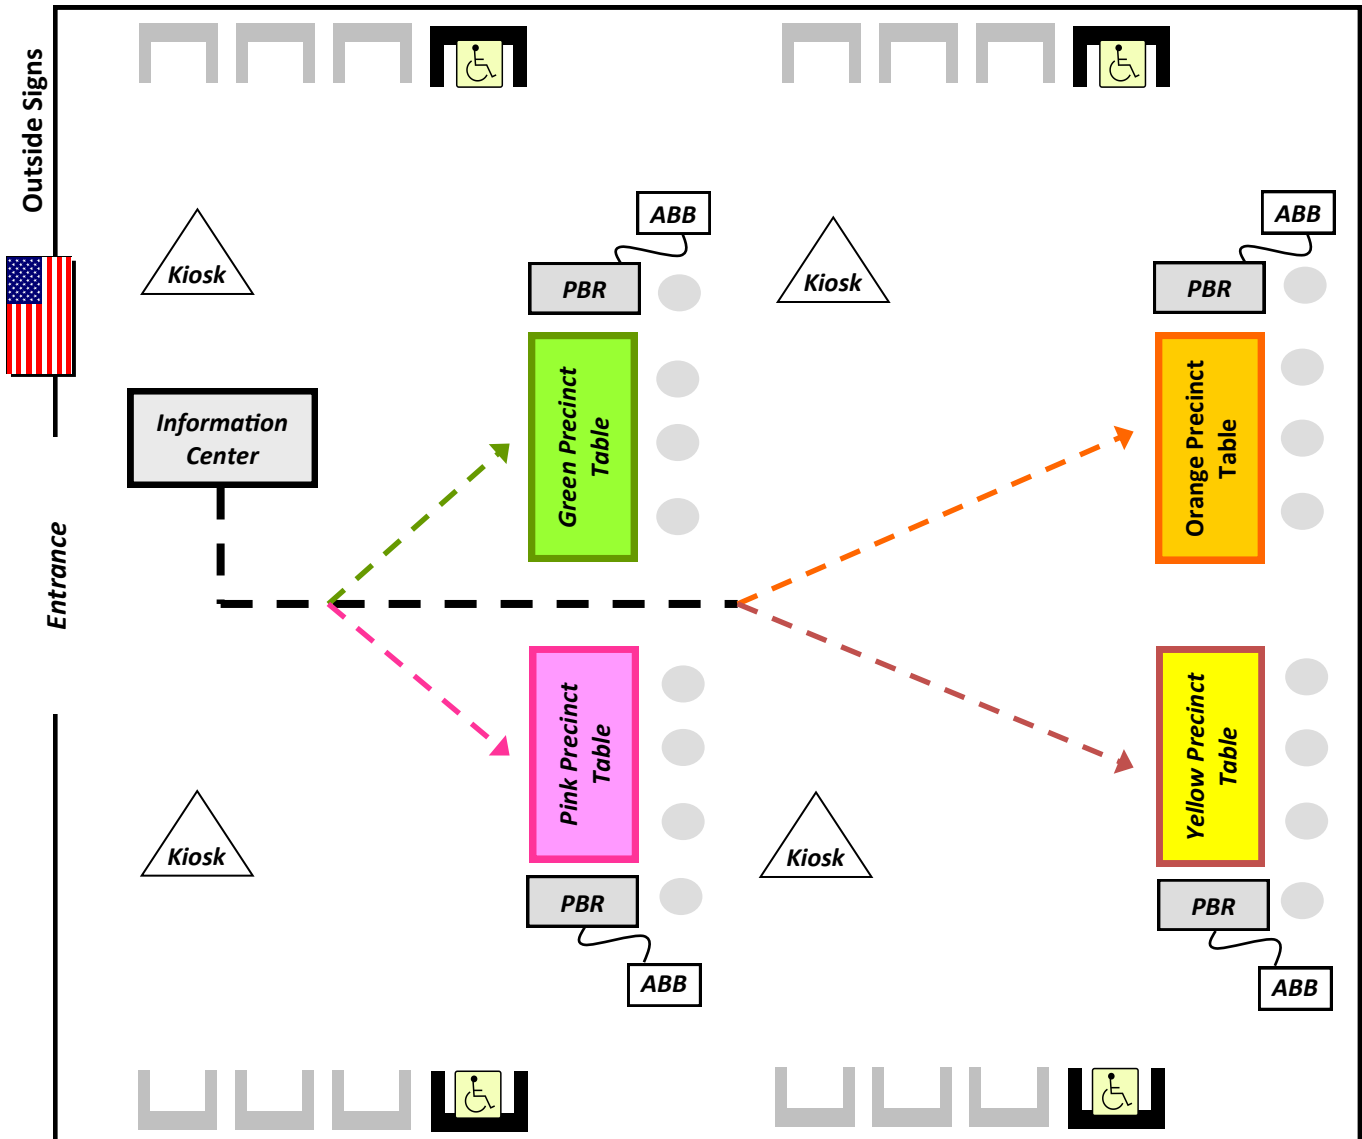 Outside Signs
ABB
ABB
Kiosk
PBR
Kiosk
PBR
Information
Center
Green Precinct
Table
Orange Precinct
Table
Entrance
Pink Precinct
Table
Yellow Precinct
Table
Kiosk
Kiosk
PBR
PBR
ABB
ABB